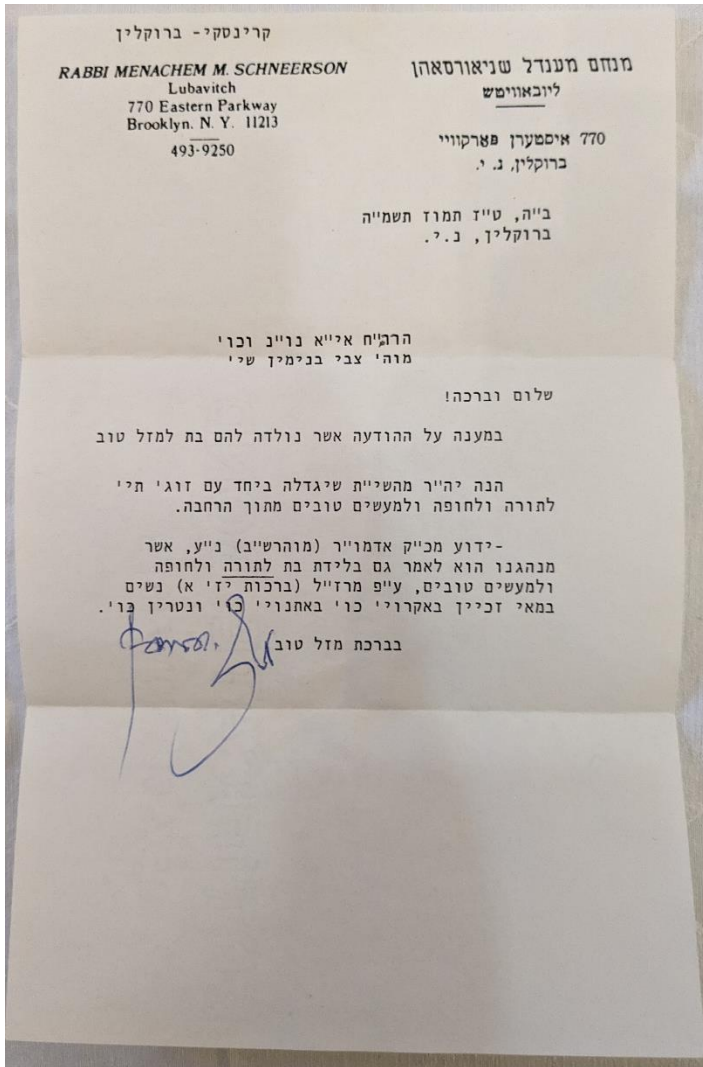 קרינסקי- ברוקלין
RABBI MENACHEM M. SCHNEERSON
Lubavitch
770 Eastern Parkway
Brooklyn. N. Y. 11213
493-9250
מנחם מענדל שניאורסאהן
ליובאוויטש
770 איסטערן פארקוויי
ברוקלין, נ. י.
ב"ה, ט"ז תמוז תשמ"ה
ברוקלין, נ.י.
הרה"ח אי"א נו"נ וכו'
מוה' צבי בנימין שי'
שלום וברכה!
במענה על ההודעה אשר נולדה להם בת למזל טוב
הנה יה"ר מהשי"ת שיגדלה ביחד עם זוג' תי'
לתורה ולחופה ולמעשים טובים מתוך הרחבה.
-ידוע מכ"ק אדמו"ר (מוהרש"ב) נ"ע, אשר
מנהגנו הוא לאמר גם בלידת בת לתורה ולחופה
ולמעשים טובים, ע"פ מרז"ל (ברכות יז' א) נשים
במאי זכיין באקרויי כו' באתנויי כו' ונטרין כו'.
בברכת מזל טוב